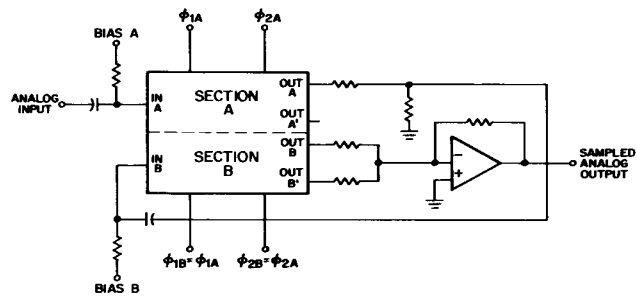 ϕ1A
ϕ2A
BIAS A
ANALOG
INPUT
IN
A
SECTION
A
OUT
A
OUT
A'
IN
B
SECTION
B
OUT
B
OUT
B'
−
+
SAMPLED
ANALOG
OUTPUT
ϕ1B= ϕ1A
ϕ2B= ϕ2A
BIAS B